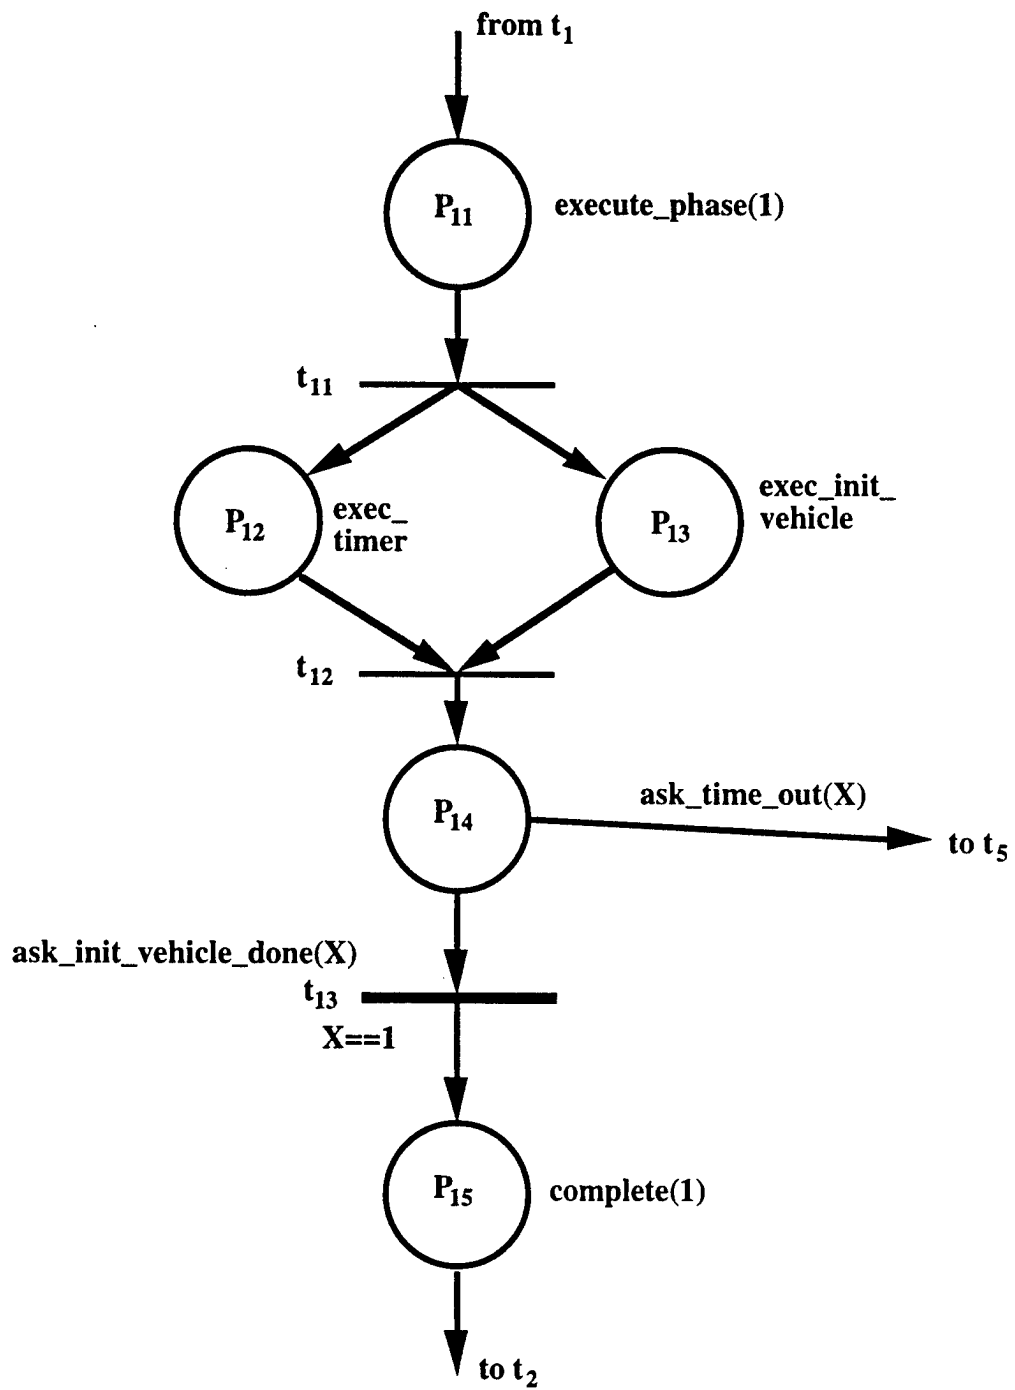 from t1
P11
execute_phase(1)
t11
P12
exec_
timer
P13
exec_init_
vehicle
t12
P14
ask_time_out(X)
to t5
ask_init_vehicle_done(X)
t13
X==1
P15
complete(1)
to t2